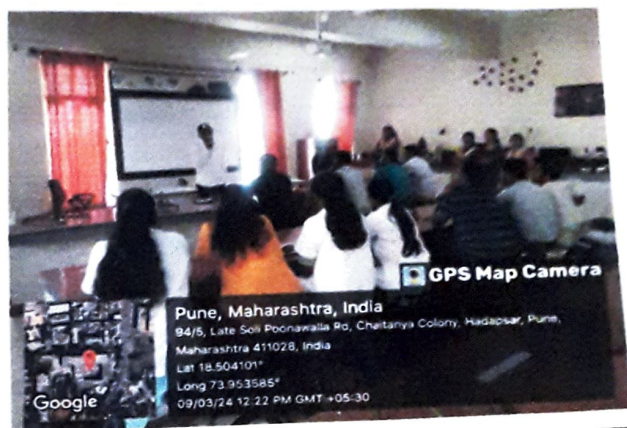 GPS Map Camera
Pune, Maharashtra, India
94/5, Late Soli Poonawalla Rd, Chaitanya Colony, Hadapsar, Pune,
Maharashtra 411028, India
Lat 18.504101°
Long 73.953585°
09/03/24 12:22 PM GMT +05:30
Google